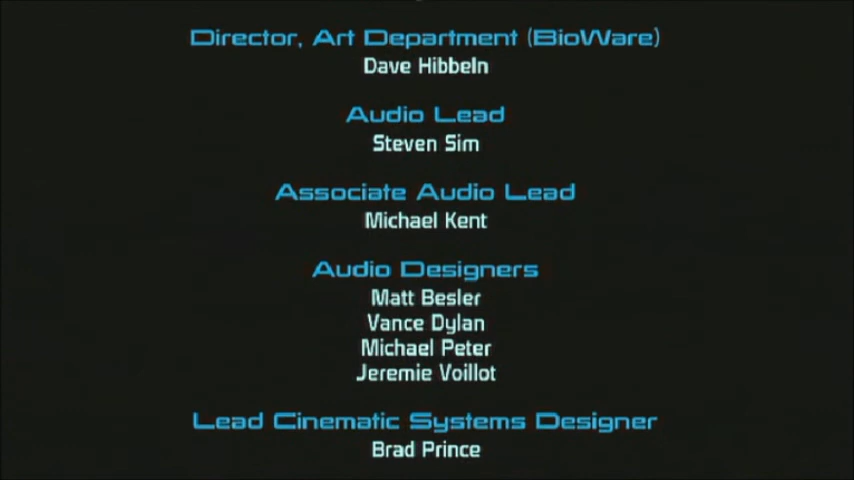 Director, Art Department (BioWare)
Dave Hibbeln
Audio Lead
Steven Sim
Associate Audio Lead
Michael Kent
Audio Designers
Matt Besler
Vance Dylan
Michael Peter
Jeremie Voillot
Lead Cinematic Systems Designer
Brad Prince